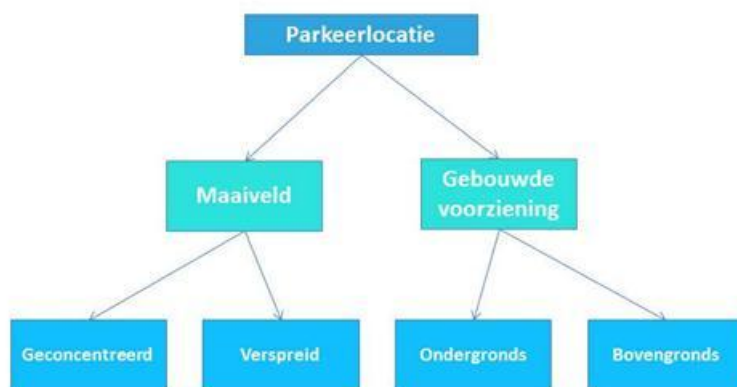 Parkeerlocatie
Maaiveld
Gebouwde
voorziening
Geconcentreerd
Verspreid
Ondergronds
Bovengronds